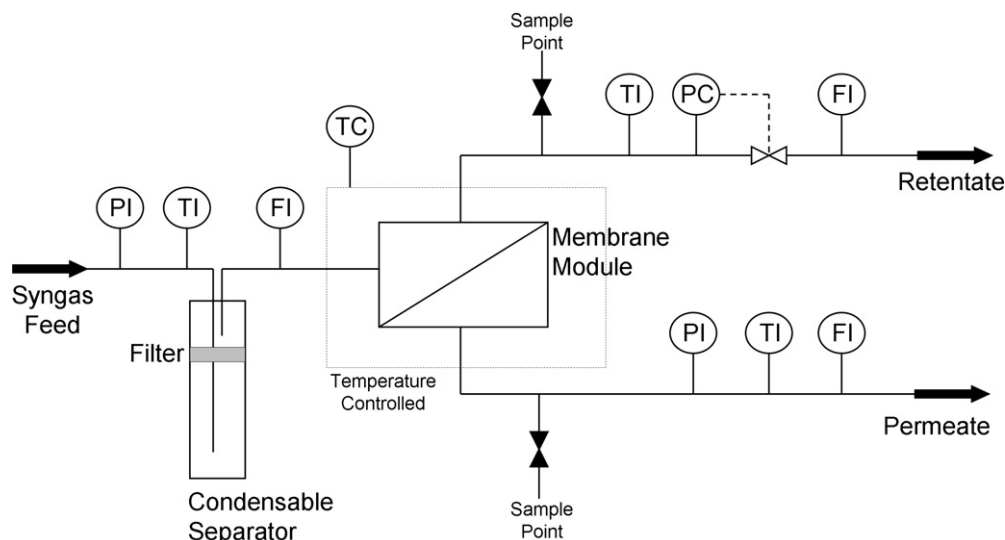 Sample
Point
TI
PC
FI
TC
Retentate
PI
TI
FI
Membrane
Module
Syngas
Feed
Filter
PI
TI
FI
Temperature
Controlled
Permeate
Condensable
Separator
Sample
Point